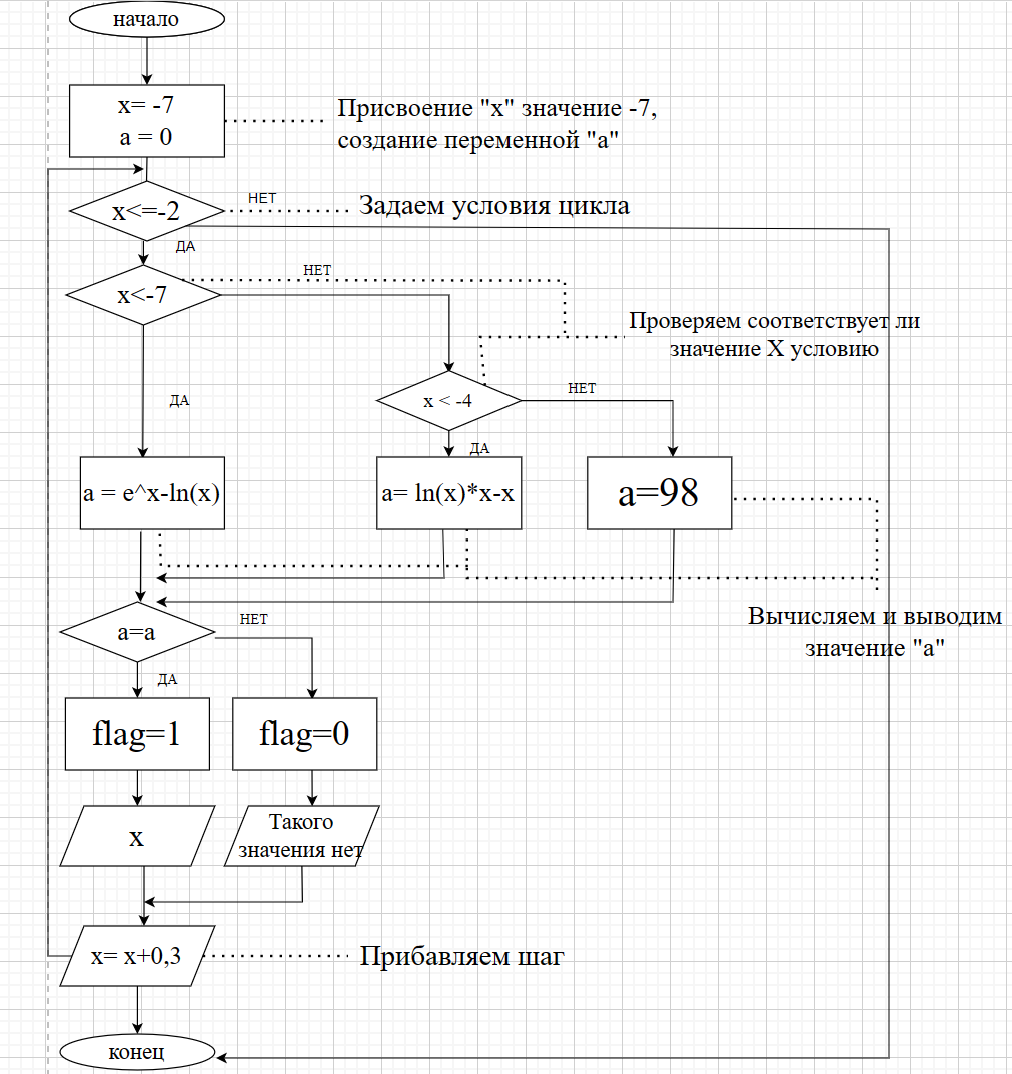 начало
x= -7
a = 0
Присвоение "x" значение -7,
создание переменной "a"
x<=-2
НЕТ
Задаем условия цикла
ДА
x<-7
НЕТ
Проверяем соответствует ли
значение X условию
x < -4
НЕТ
ДА
ДА
a = e^x-ln(x)
a= ln(x)*x-x
a=98
Вычисляем и выводим
значение "a"
a=a
НЕТ
ДА
flag=1
flag=0
x
Такого
значения нет
x= x+0,3
Прибавляем шаг
конец